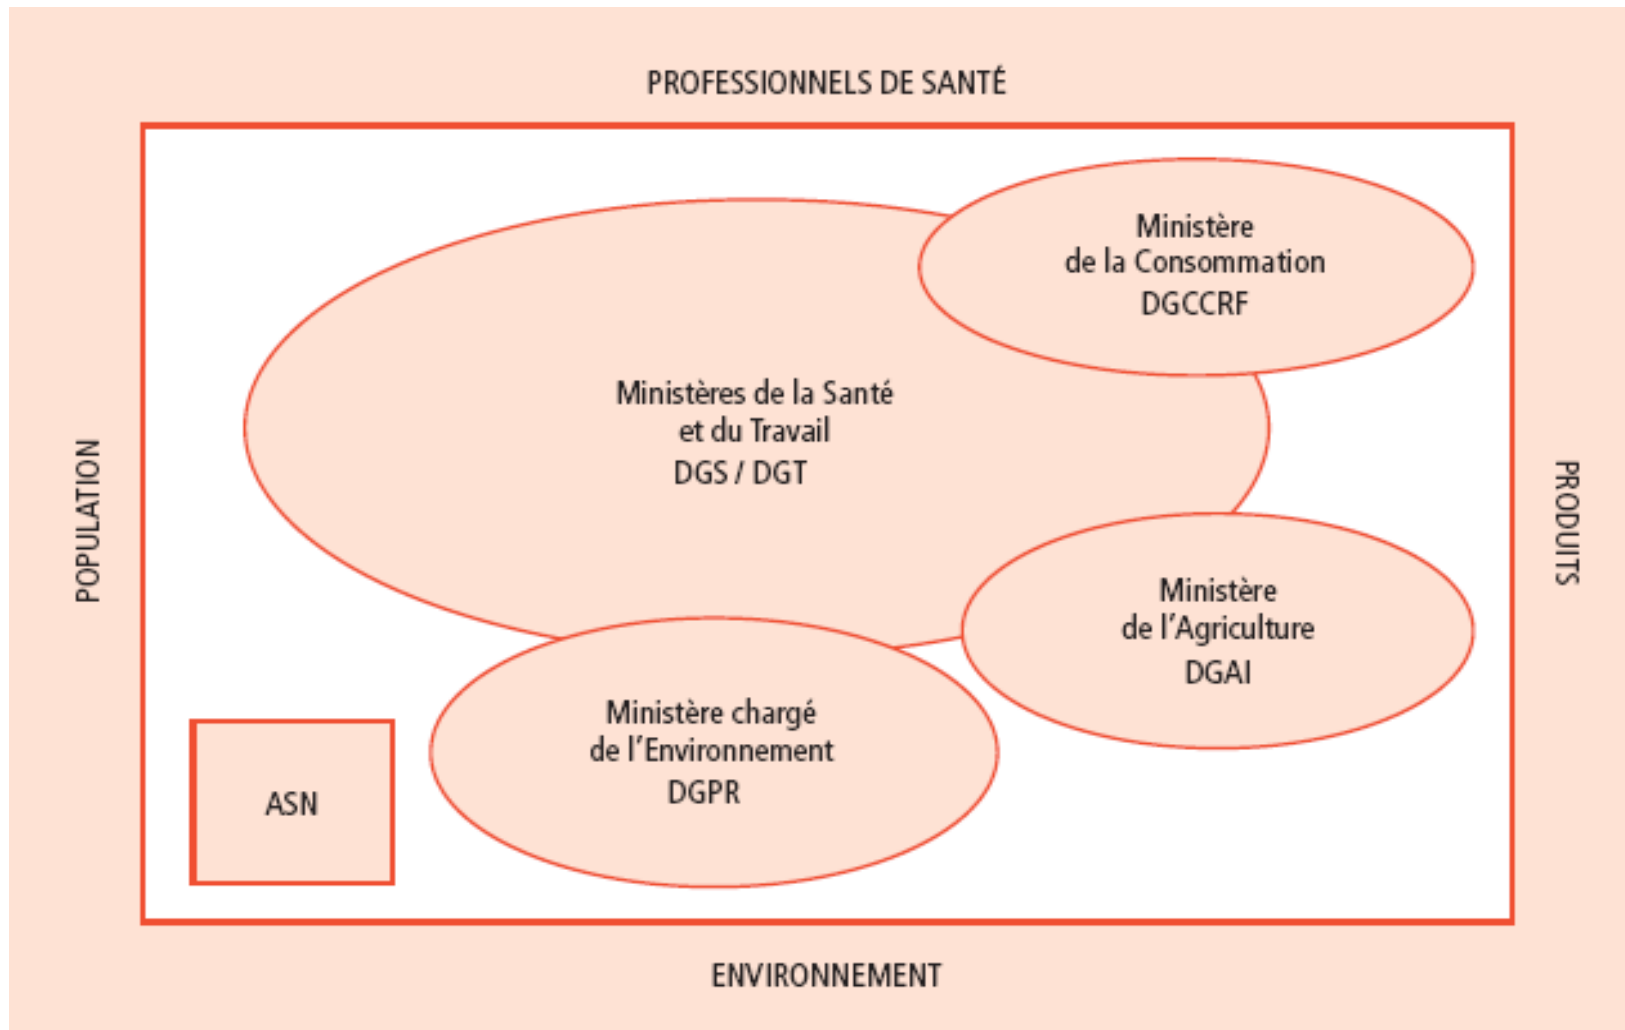 PROFESSIONNELS DE SANTÉ
Ministère
de la Consommation
DGCCRF
Ministères de la Santé
et du Travail
DGS / DGT
POPULATION
PRODUITS
Ministère
de l’Agriculture
DGAI
Ministère chargé
de l’Environnement
DGPR
ASN
ENVIRONNEMENT